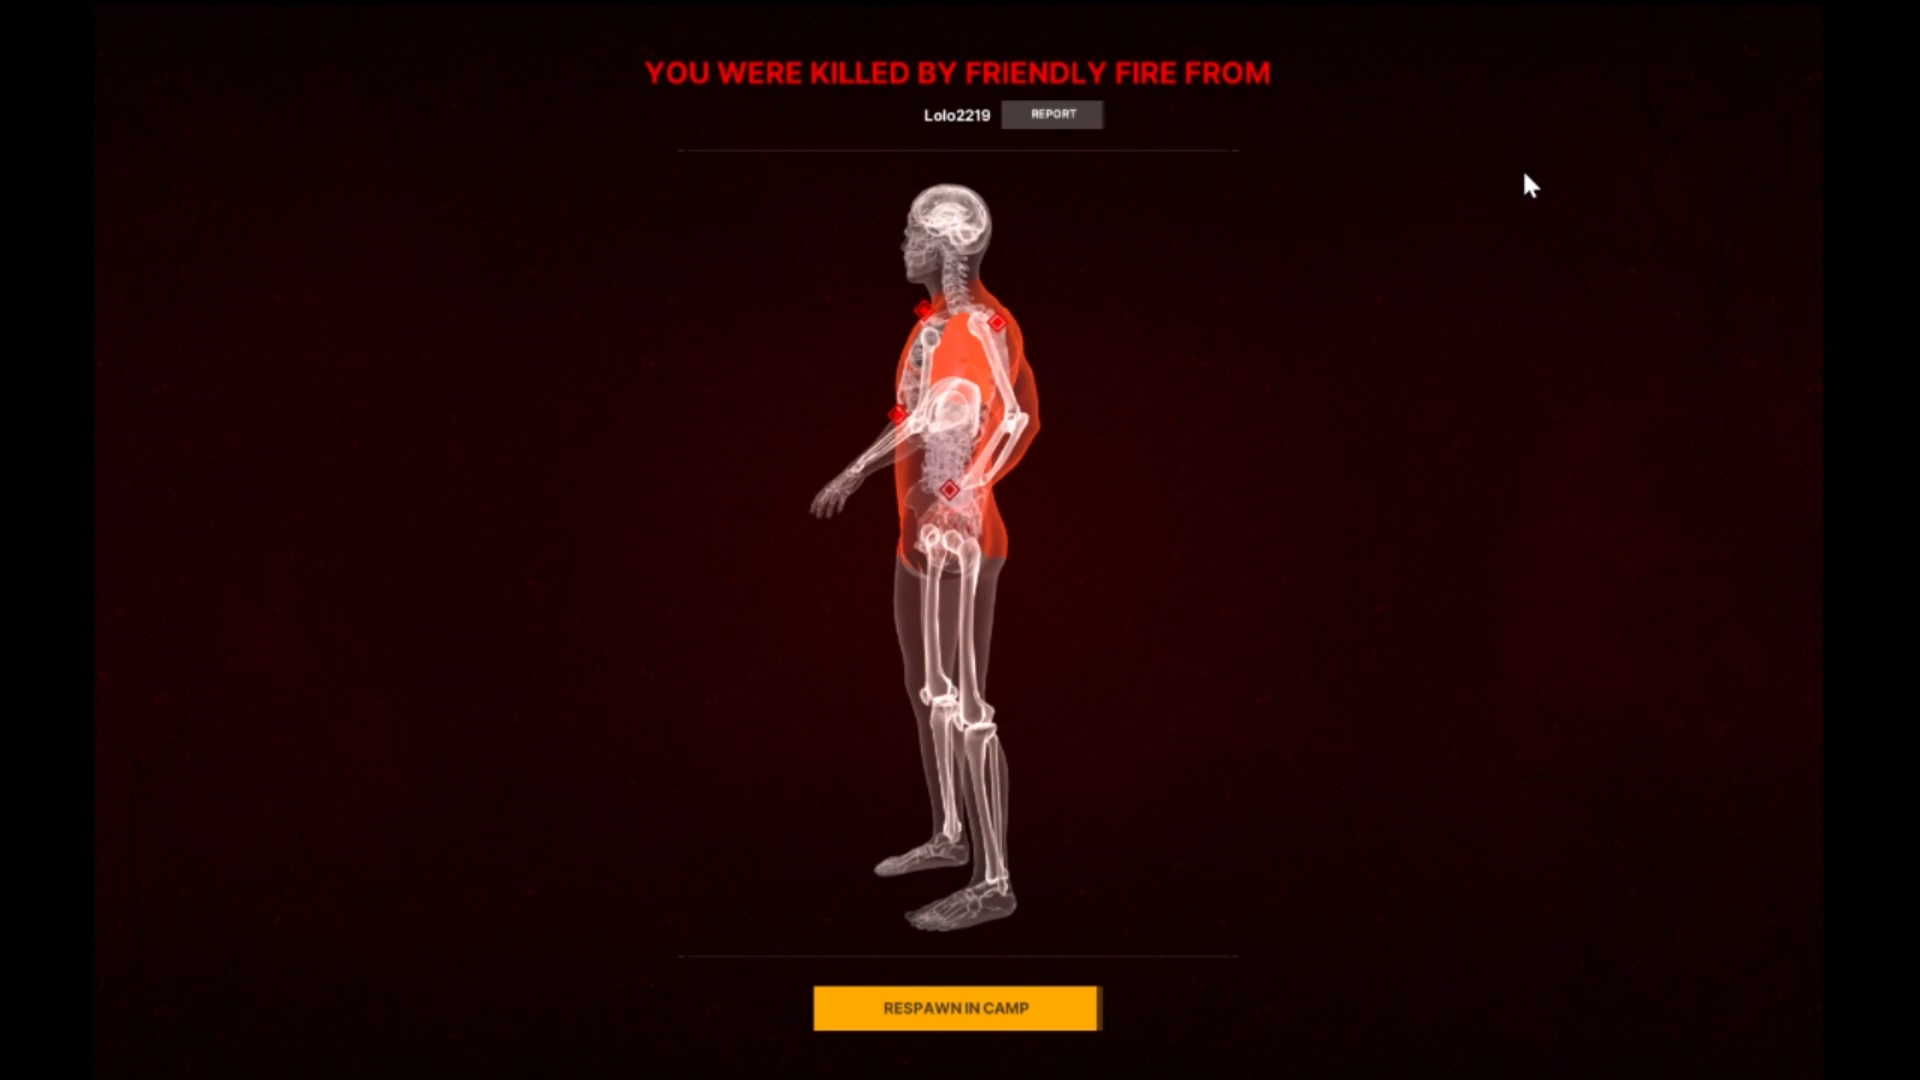 YOU WERE KILLED BY FRIENDLY FIRE FROM
Lolo2219 REPORT
RESPAWN IN CAMP